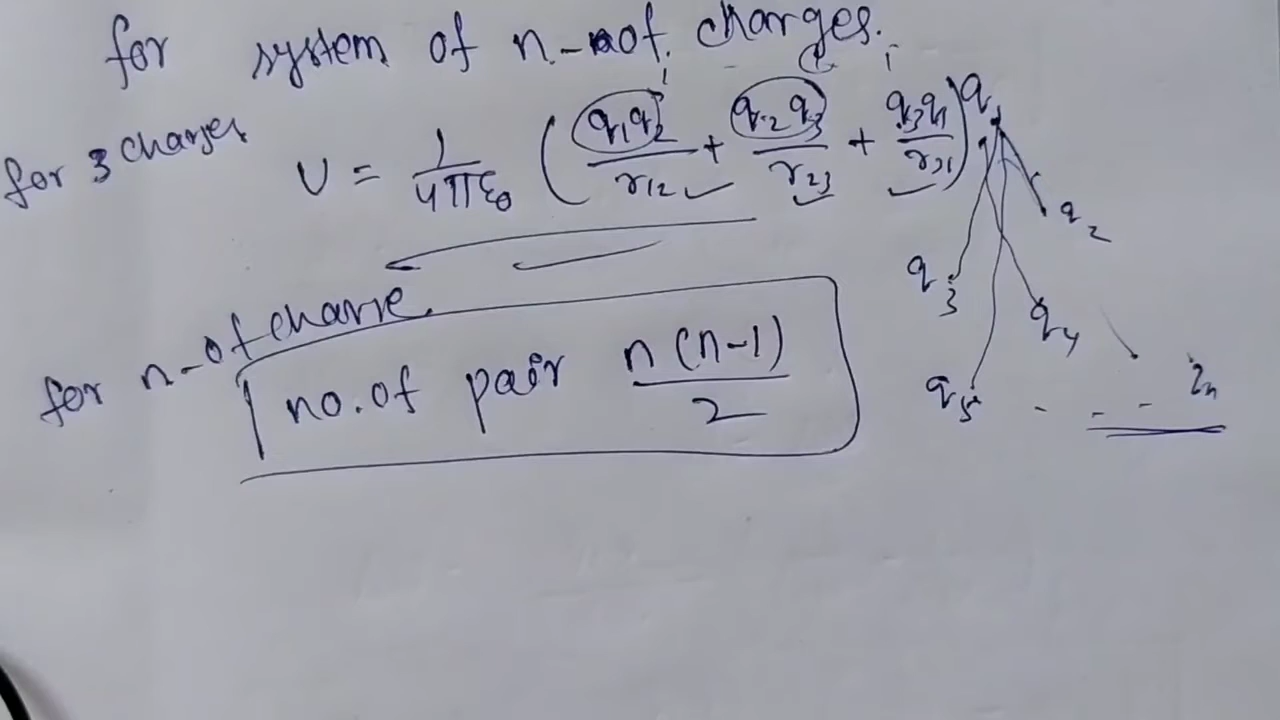 for system of n-no of. charges.
for 3 charges
U = 1/4πε₀ ( q₁q₂/r₁₂ + q₂q₃/r₂₃ + q₃q₁/r₃₁ )
q₁
q₂
q₃
q₄
q₅ - - -
for n-of charge.
no. of pair n(n-1)/2